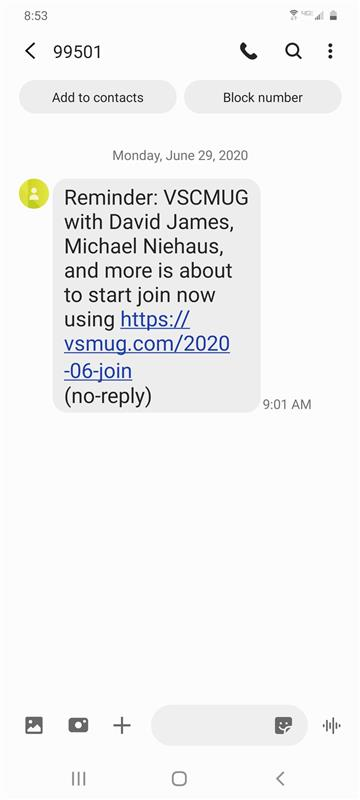 8:53
99501
Add to contacts
Block number
Monday, June 29, 2020
Reminder: VSCMUG
with David James,
Michael Niehaus,
and more is about
to start join now
using https://
vsmug.com/2020
-06-join
(no-reply)
9:01 AM